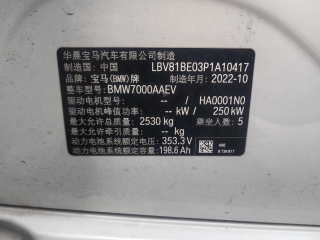 华晨宝马汽车有限公司制造
制造国：中国 LBV81BE03P1A10417
品牌：宝马(BMW)牌 制造年月：2022-10
整车型号：BMW7000AAEV
驱动电机型号：-- / HA0001N0
驱动电机峰值功率：-- kW / 250 kW
最大允许总质量：2530 kg 乘坐人数：5
最大允许牵引质量：-- kg
动力电池系统额定电压：353.3 V
动力电池系统额定容量：198.6 Ah